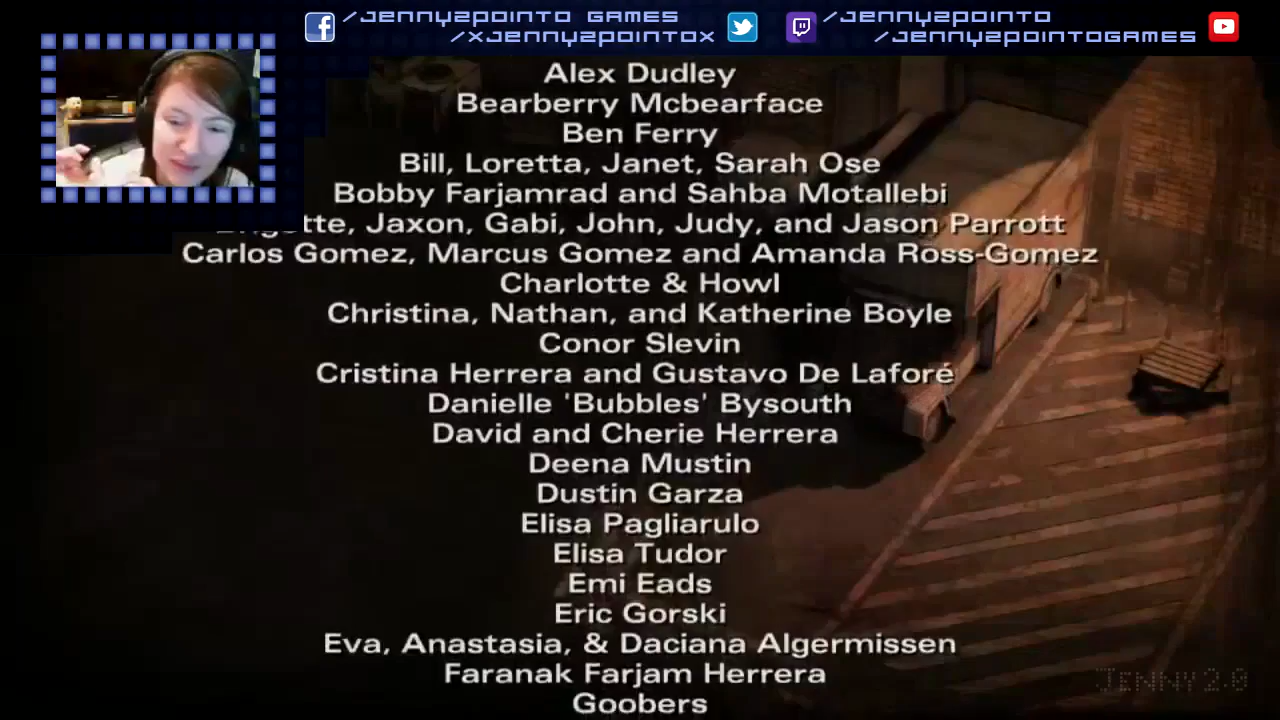 /Jenny2pointo Games
/Jenny2pointo
/xJenny2pointox
/Jenny2pointoGames
Alex Dudley
Bearberry Mcbearface
Ben Ferry
Bill, Loretta, Janet, Sarah Ose
Bobby Farjamrad and Sahba Motallebi
Jaxon, Gabi, John, Judy, and Jason Parrott
Carlos Gomez, Marcus Gomez and Amanda Ross-Gomez
Charlotte & Howl
Christina, Nathan, and Katherine Boyle
Conor Slevin
Cristina Herrera and Gustavo De Laforé
Danielle 'Bubbles' Bysouth
David and Cherie Herrera
Deena Mustin
Dustin Garza
Elisa Pagliarulo
Elisa Tudor
Emi Eads
Eric Gorski
Eva, Anastasia, & Daciana Algermissen
Faranak Farjam Herrera
Goobers
Jenny 2.0